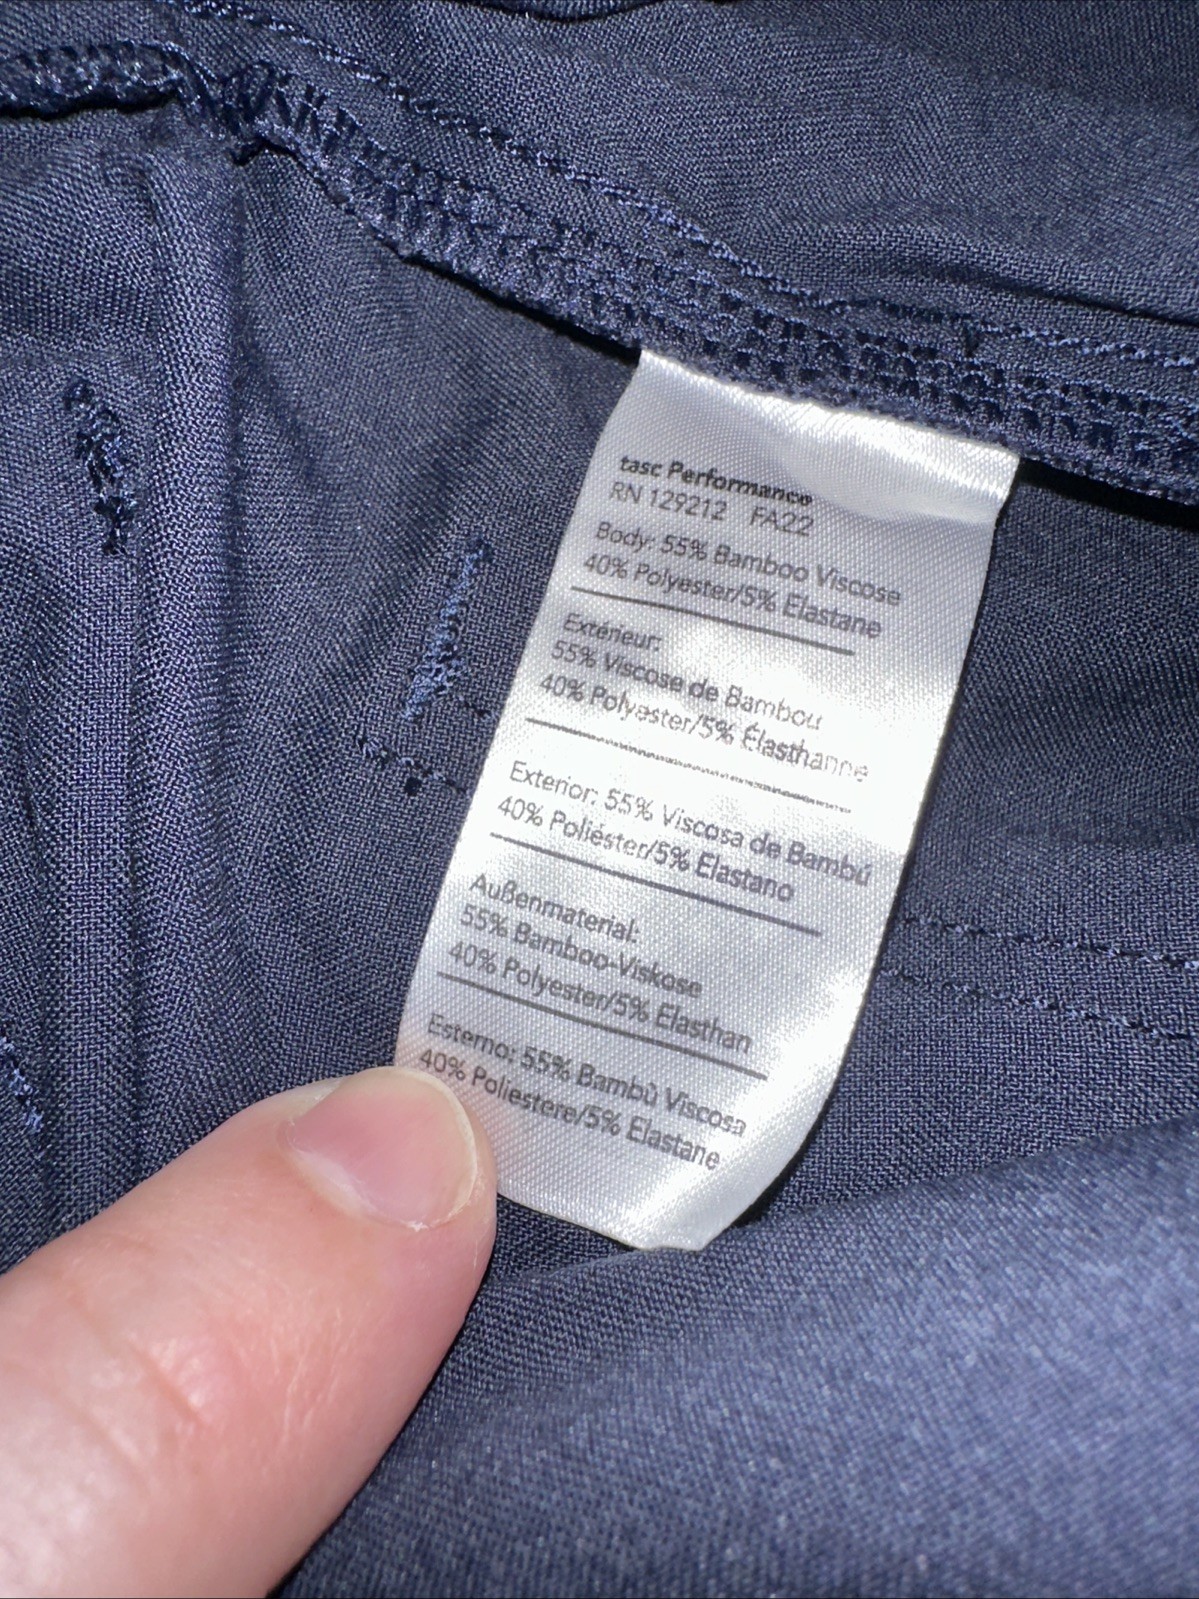 tasc Performance
RN 129212 FA22
Body: 55% Bamboo Viscose
40% Polyester/5% Elastane
Extérieur:
55% Viscose de Bambou
40% Polyester/5% Élasthanne
Exterior: 55% Viscosa de Bambú
40% Poliéster/5% Elastano
Außenmaterial:
55% Bamboo-Viskose
40% Polyester/5% Elasthan
Esterno: 55% Bambù Viscosa
40% Poliestere/5% Elastane